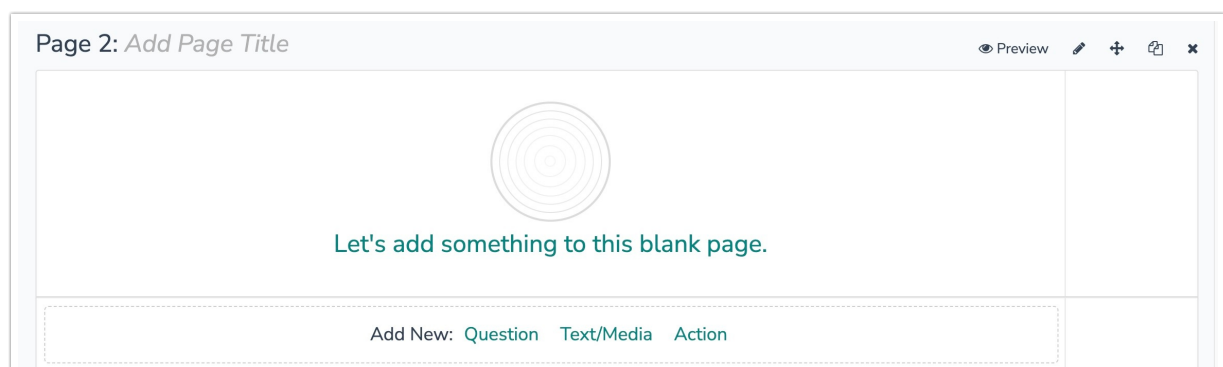 Page 2: Add Page Title
Preview
Let's add something to this blank page.
Add New: Question Text/Media Action